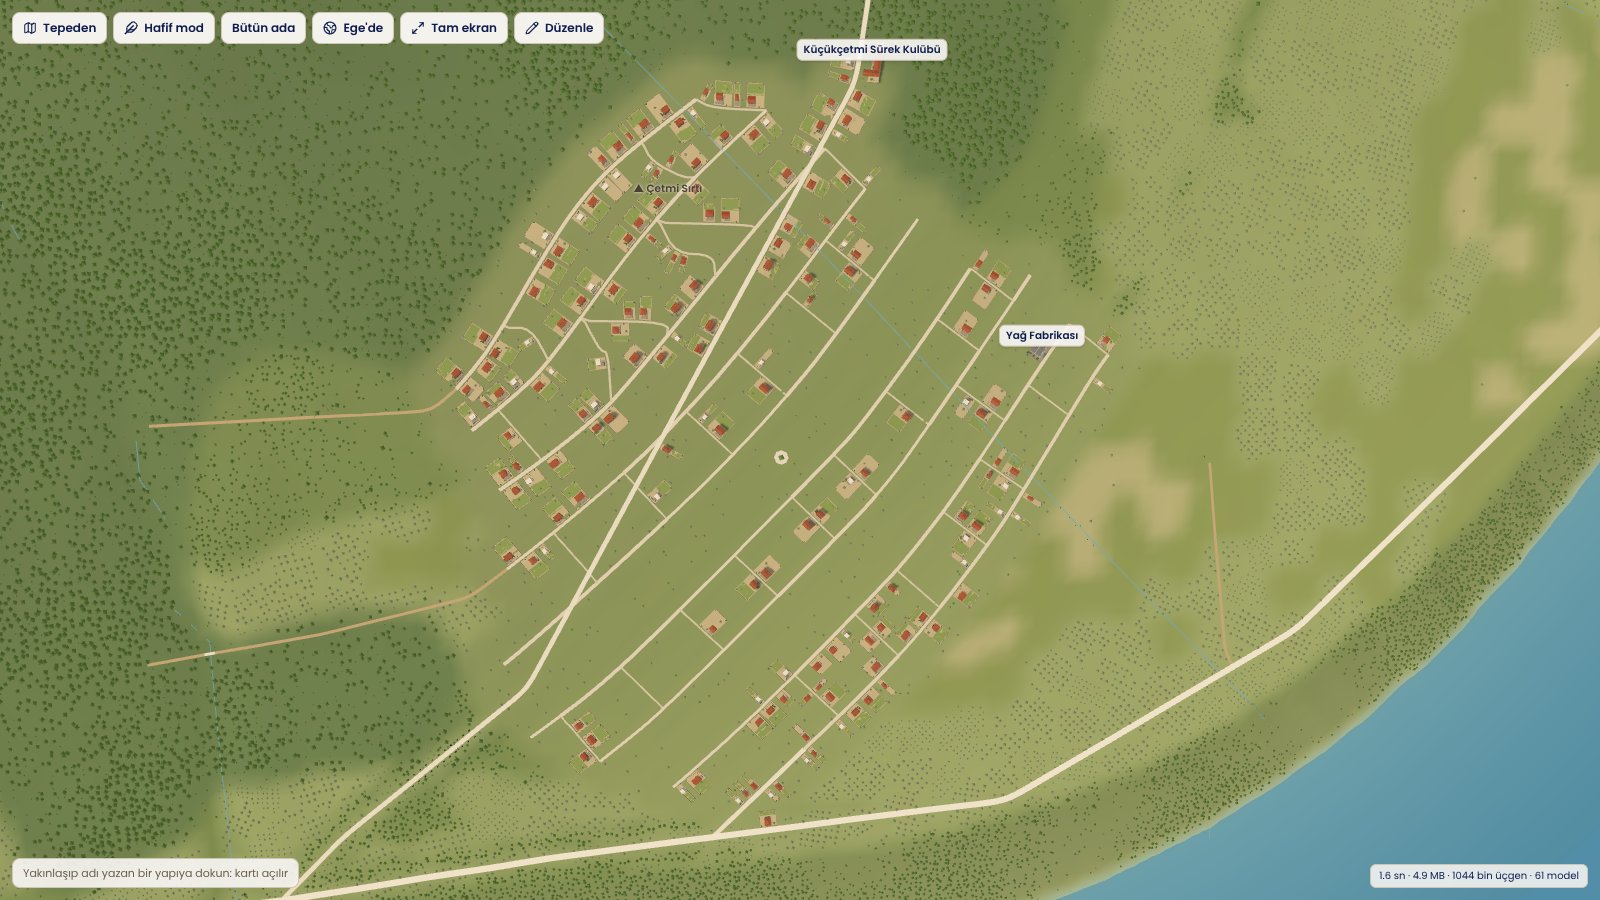 Tepeden
Hafif mod
Bütün ada
Ege'de
Tam ekran
Düzenle
Küçükçetmi Sürek Kulübü
Çetmi Sırtı
Yağ Fabrikası
Yakınlaşıp adı yazan bir yapıya dokun: kartı açılır
1.6 sn · 4.9 MB · 1044 bin üçgen · 61 model